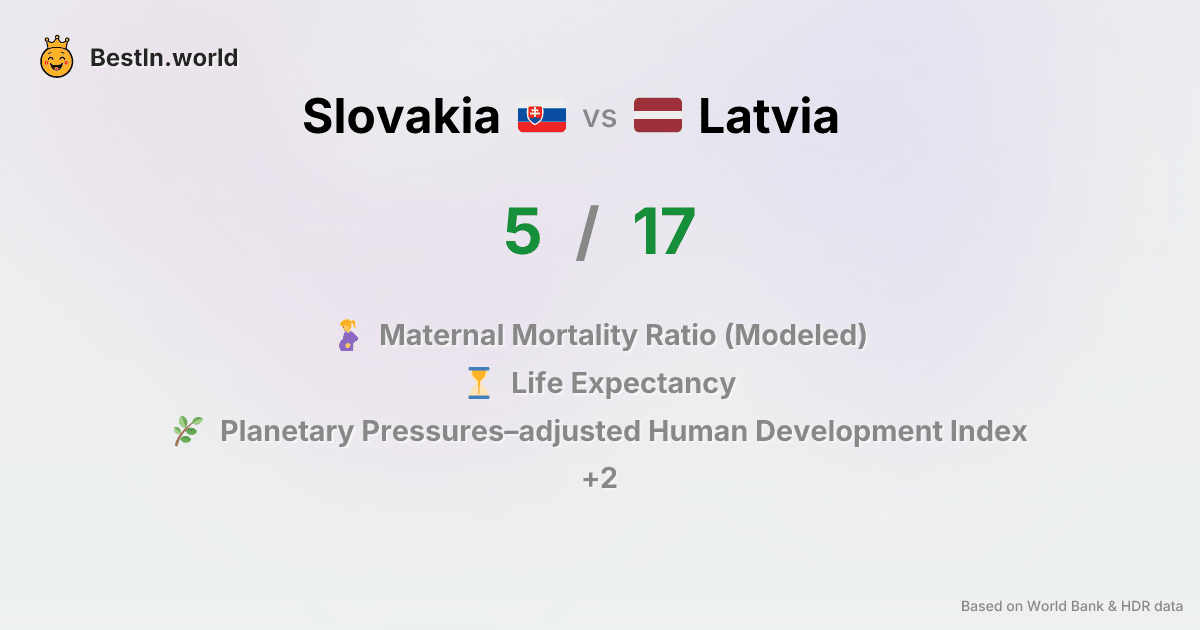 BestIn.world
Slovakia vs Latvia
5 / 17
Maternal Mortality Ratio (Modeled)
Life Expectancy
Planetary Pressures–adjusted Human Development Index
+2
Based on World Bank & HDR data